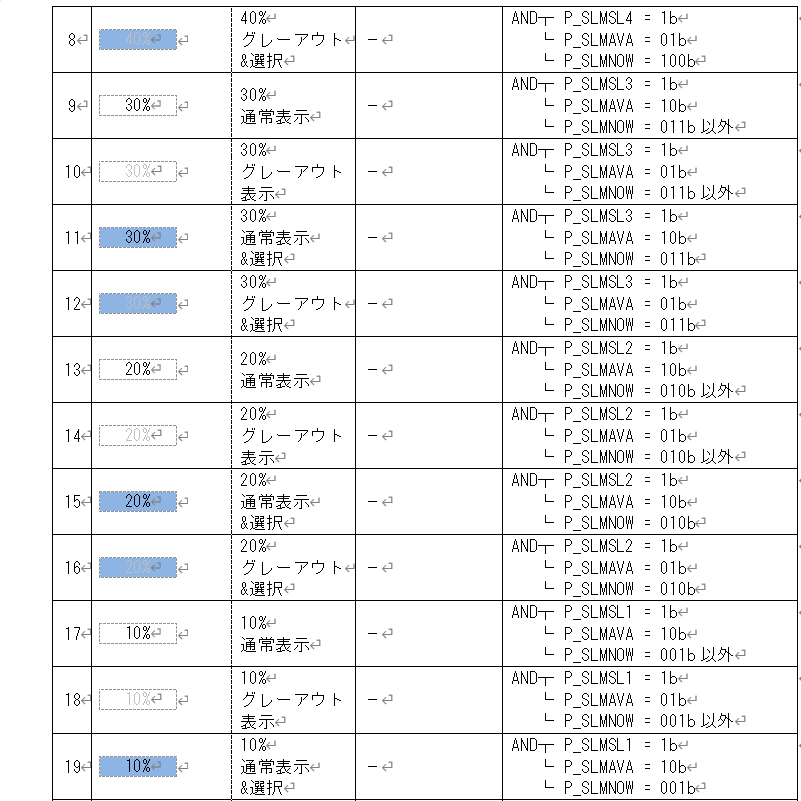 8 40% 40% - AND┬ P_SLMSL4 = 1b
グレーアウト └ P_SLMAVA = 01b
&選択 └ P_SLMNOW = 100b
9 30% 30% - AND┬ P_SLMSL3 = 1b
通常表示 └ P_SLMAVA = 10b
└ P_SLMNOW = 011b 以外
10 30% 30% - AND┬ P_SLMSL3 = 1b
グレーアウト └ P_SLMAVA = 01b
表示 └ P_SLMNOW = 011b 以外
11 30% 30% - AND┬ P_SLMSL3 = 1b
通常表示 └ P_SLMAVA = 10b
&選択 └ P_SLMNOW = 011b
12 30% 30% - AND┬ P_SLMSL3 = 1b
グレーアウト └ P_SLMAVA = 01b
&選択 └ P_SLMNOW = 011b
13 20% 20% - AND┬ P_SLMSL2 = 1b
通常表示 └ P_SLMAVA = 10b
└ P_SLMNOW = 010b 以外
14 20% 20% - AND┬ P_SLMSL2 = 1b
グレーアウト └ P_SLMAVA = 01b
表示 └ P_SLMNOW = 010b 以外
15 20% 20% - AND┬ P_SLMSL2 = 1b
通常表示 └ P_SLMAVA = 10b
&選択 └ P_SLMNOW = 010b
16 20% 20% - AND┬ P_SLMSL2 = 1b
グレーアウト └ P_SLMAVA = 01b
&選択 └ P_SLMNOW = 010b
17 10% 10% - AND┬ P_SLMSL1 = 1b
通常表示 └ P_SLMAVA = 10b
└ P_SLMNOW = 001b 以外
18 10% 10% - AND┬ P_SLMSL1 = 1b
グレーアウト └ P_SLMAVA = 01b
表示 └ P_SLMNOW = 001b 以外
19 10% 10% - AND┬ P_SLMSL1 = 1b
通常表示 └ P_SLMAVA = 10b
&選択 └ P_SLMNOW = 001b